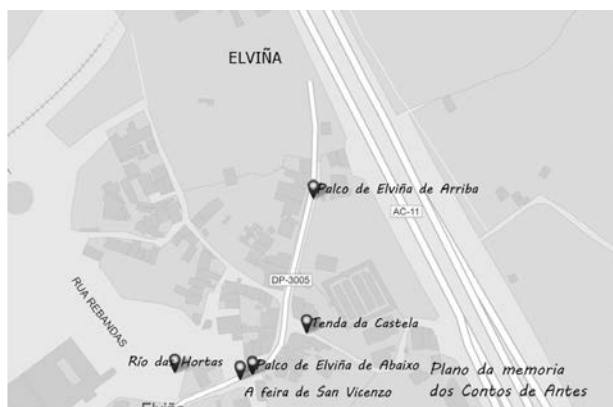 ELVIÑA
Palco de Elviña de Arriba
AC-11
DP-3005
RUA REBANDAS
Tenda da Castela
Río das Hortas
Palco de Elviña de Abaixo
A feira de San Vicenzo
Plano da memoria
dos Contos de Antes
Elviña